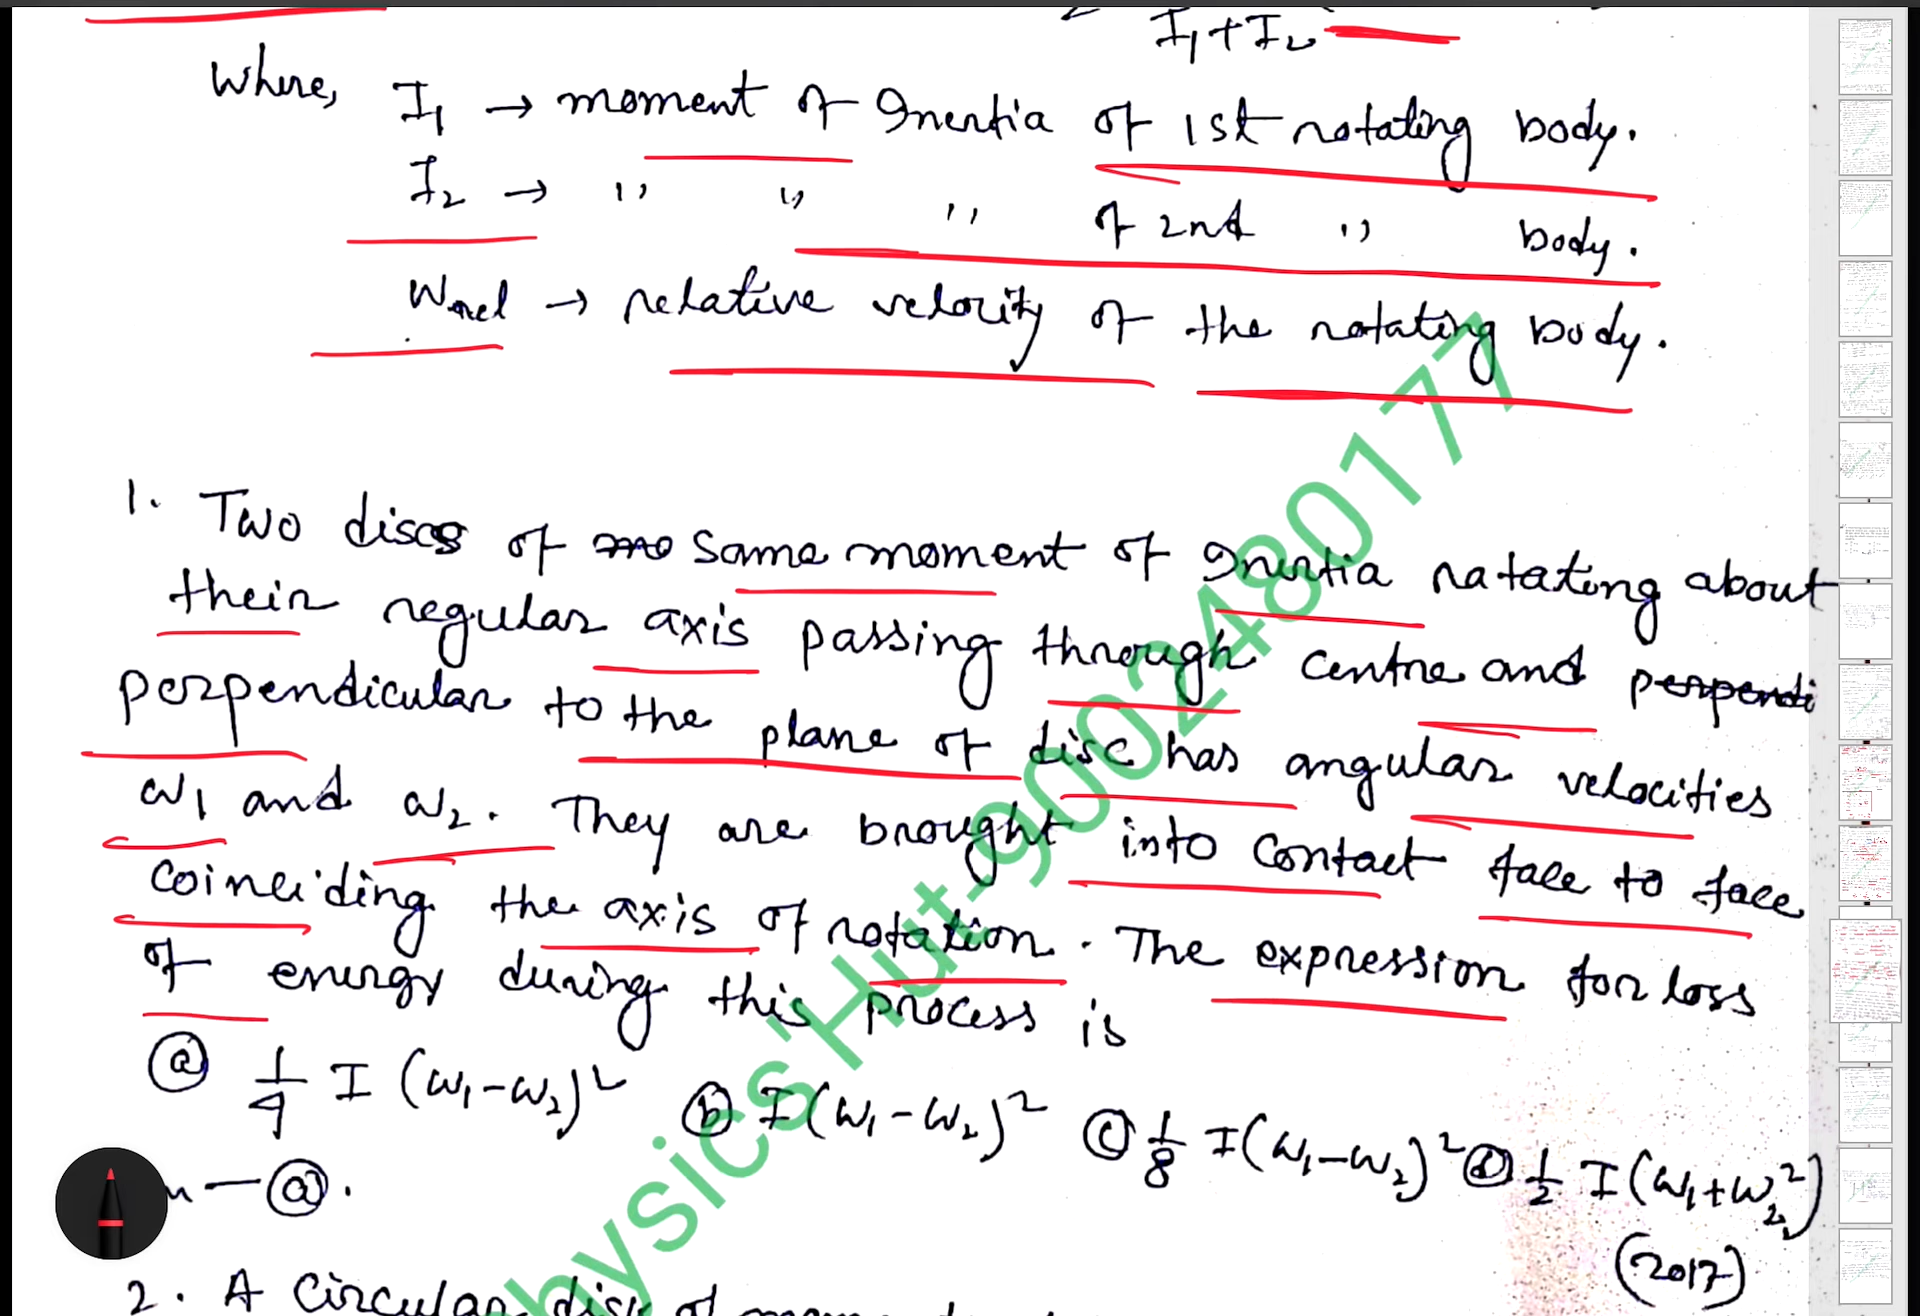 I₁+I₂
Where, I₁ → moment of Inertia of 1st rotating body.
I₂ → '' '' '' of 2nd '' body.
Wrel → relative velocity of the rotating body.
1. Two discs of same moment of Inertia rotating about
their regular axis passing through centre and
perpendicular to the plane of disc has angular velocities
ω₁ and ω₂. They are brought into contact face to face
coinciding the axis of rotation. The expression for loss
of energy during this process is
ⓐ 1/4 I (ω₁-ω₂)² ⓑ I(ω₁-ω₂)² ⓒ 1/8 I(ω₁-ω₂)² ⓓ 1/2 I(ω₁+ω₂²)
— ⓐ.
(2017)
2. A circular disk of
Physics Hut-9002480177